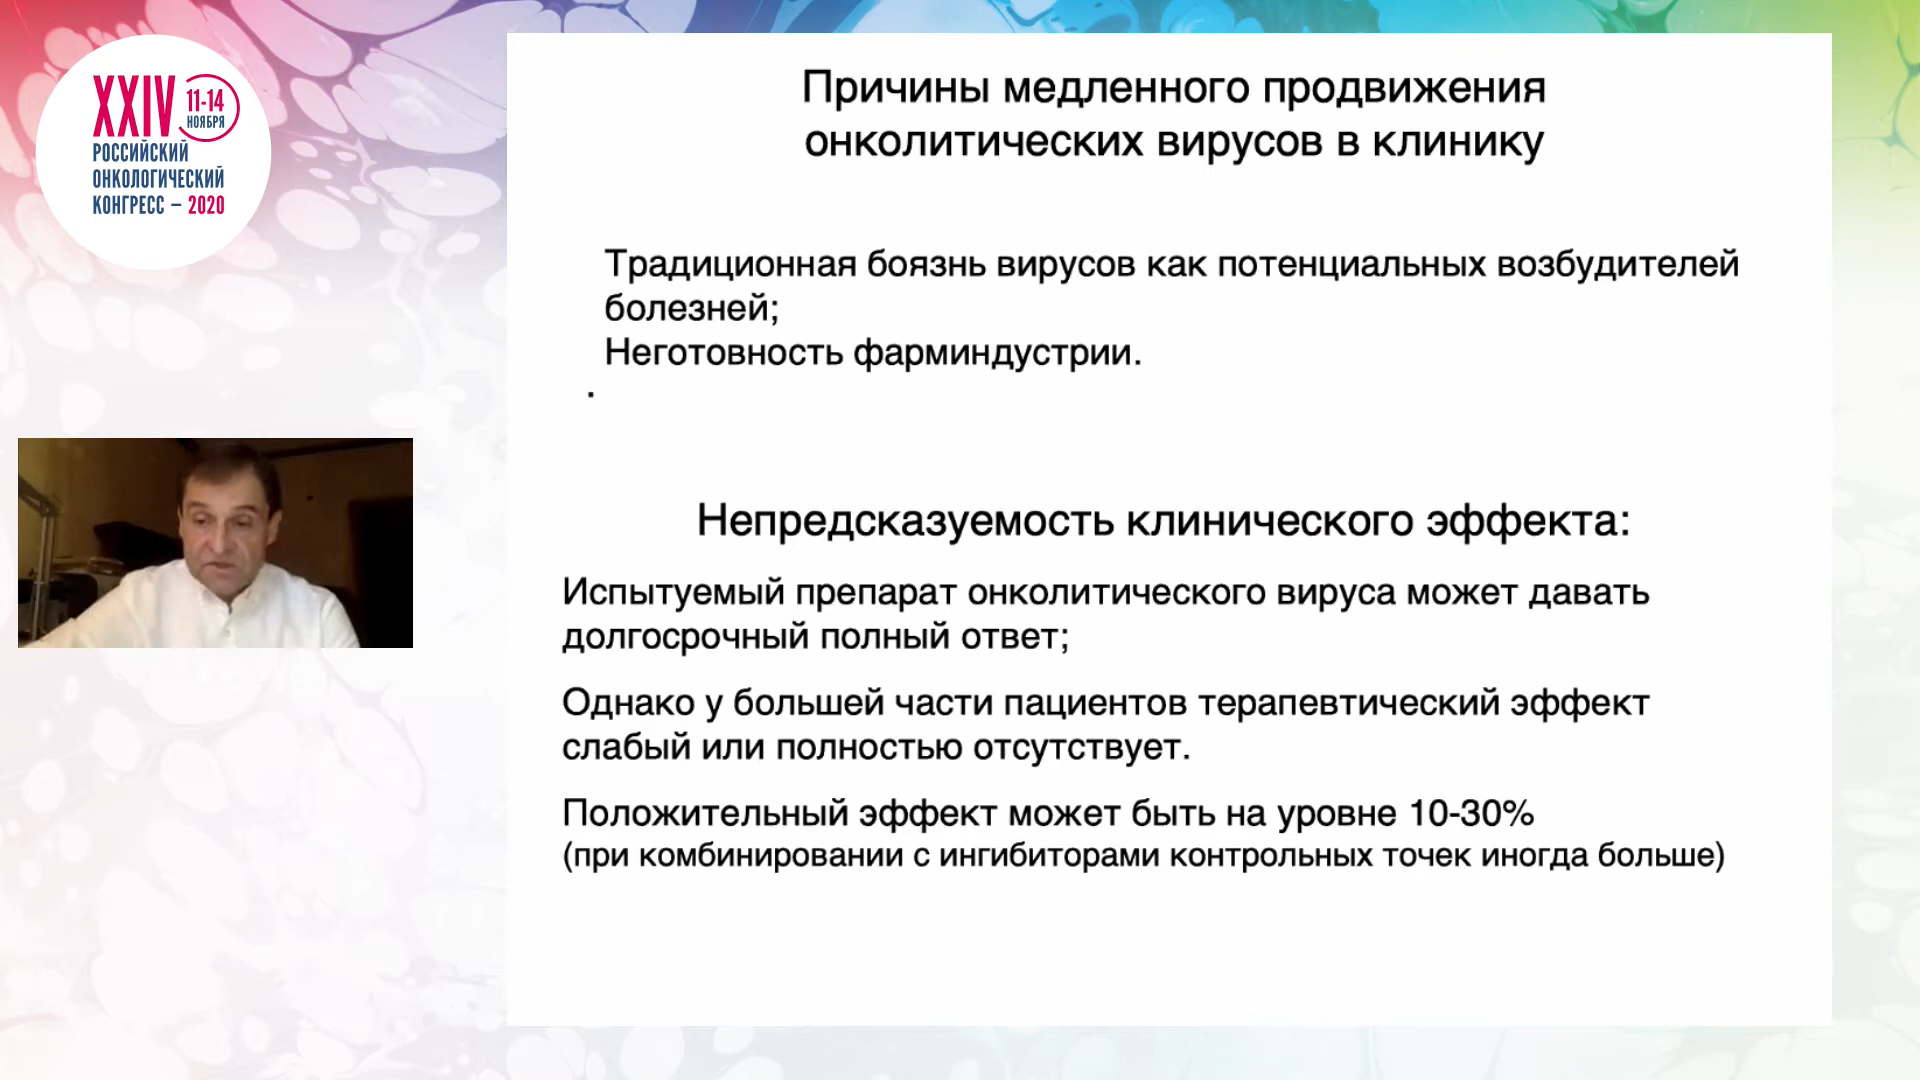 XXIV
11-14
НОЯБРЯ
РОССИЙСКИЙ
ОНКОЛОГИЧЕСКИЙ
КОНГРЕСС – 2020
Причины медленного продвижения
онколитических вирусов в клинику
Традиционная боязнь вирусов как потенциальных возбудителей
болезней;
Неготовность фарминдустрии.
.
Непредсказуемость клинического эффекта:
Испытуемый препарат онколитического вируса может давать
долгосрочный полный ответ;
Однако у большей части пациентов терапевтический эффект
слабый или полностью отсутствует.
Положительный эффект может быть на уровне 10-30%
(при комбинировании с ингибиторами контрольных точек иногда больше)